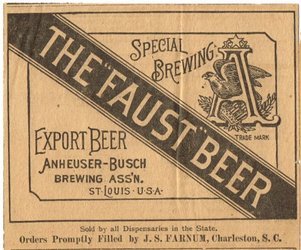 SPECIAL
BREWING
A
TRADE MARK
THE "FAUST" BEER
EXPORT BEER
ANHEUSER-BUSCH
BREWING ASS'N.
ST. LOUIS · U·S·A·
Sold by all Dispensaries in the State.
Orders Promptly Filled by J. S. FARNUM, Charleston, S. C.